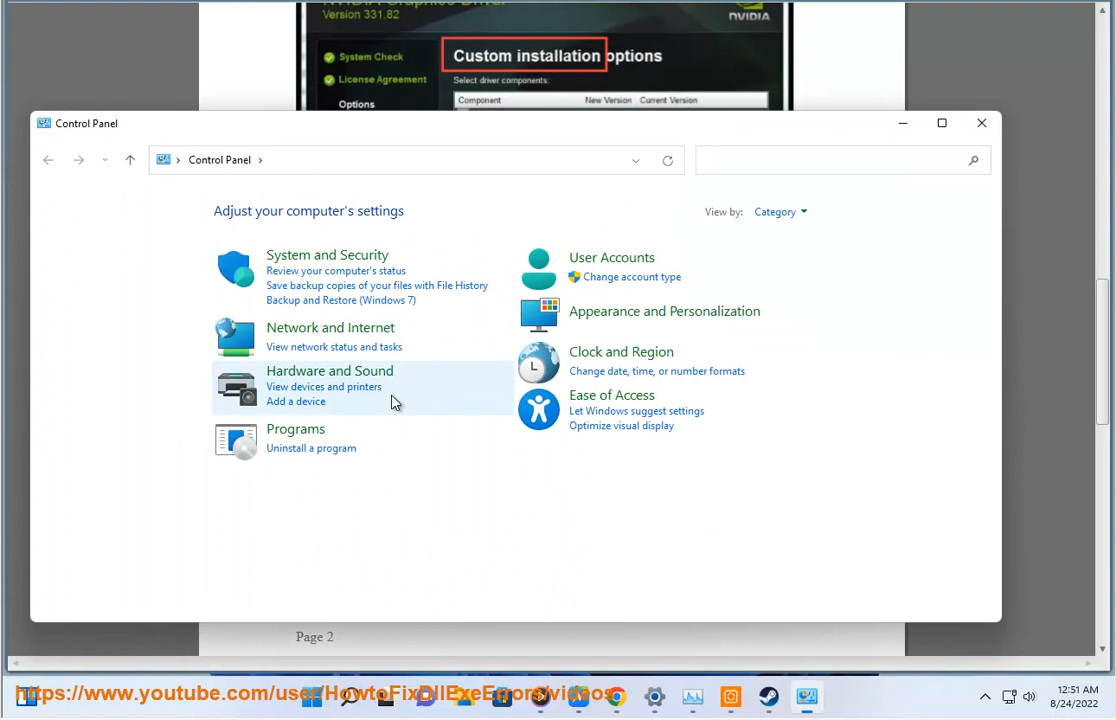 Version 331.82
NVIDIA
System Check
Custom installation options
License Agreement
Select driver components:
Options
Component New Version Current Version
Control Panel
Control Panel
Adjust your computer's settings
View by: Category
System and Security
Review your computer's status
Save backup copies of your files with File History
Backup and Restore (Windows 7)
Network and Internet
View network status and tasks
Hardware and Sound
View devices and printers
Add a device
Programs
Uninstall a program
User Accounts
Change account type
Appearance and Personalization
Clock and Region
Change date, time, or number formats
Ease of Access
Let Windows suggest settings
Optimize visual display
Page 2
https://www.youtube.com/user/HowtoFixDllExeErrors/videos
12:51 AM
8/24/2022